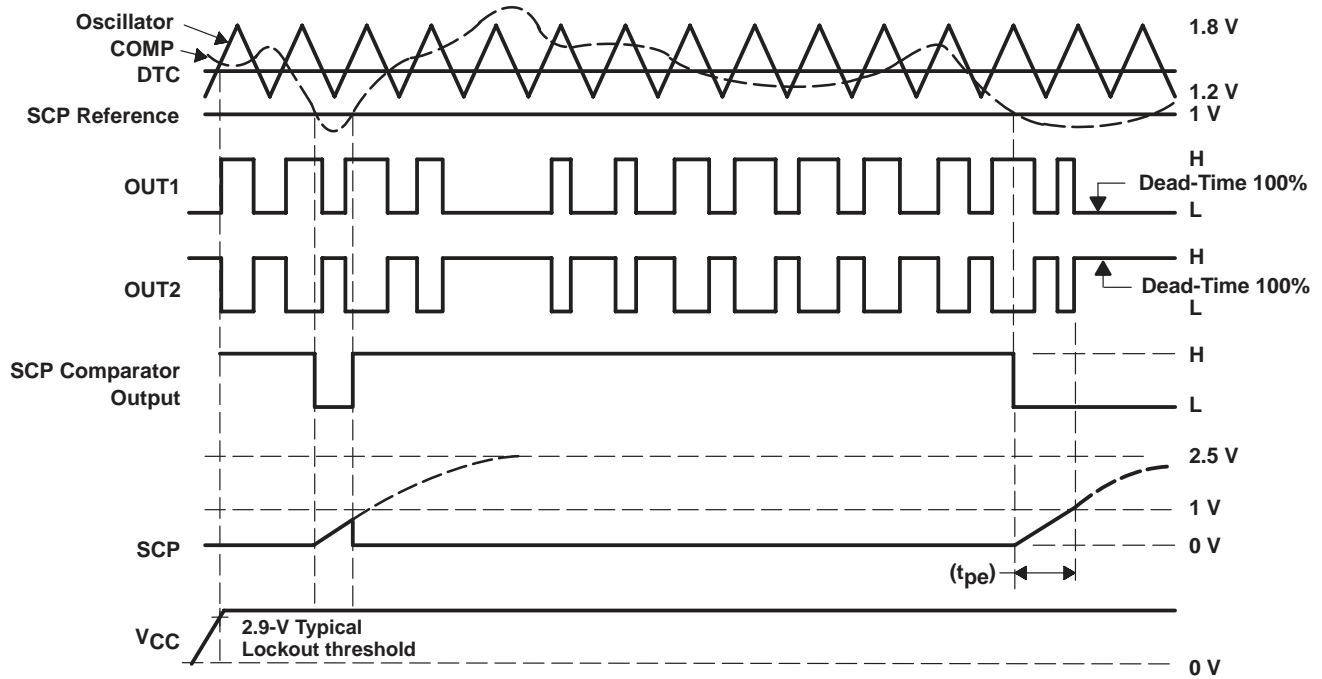 Oscillator
1.8 V
COMP
DTC
1.2 V
SCP Reference
1 V
H
Dead-Time 100%
OUT1
L
H
OUT2
Dead-Time 100%
L
H
SCP Comparator
Output
L
2.5 V
1 V
SCP
0 V
(tpe)
2.9-V Typical
VCC
Lockout threshold
0 V